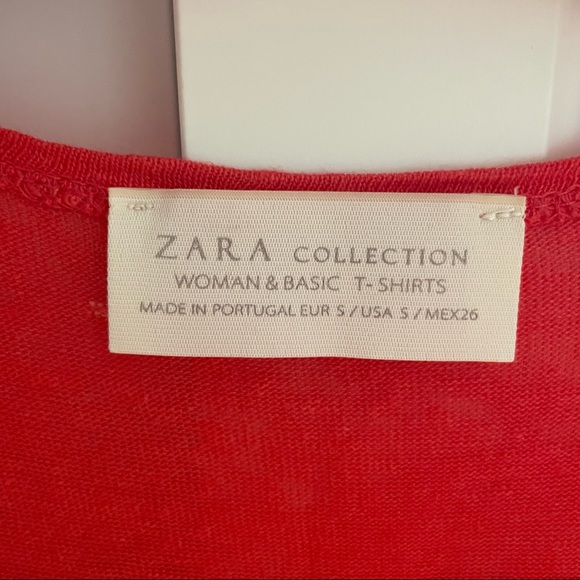 ZARA COLLECTION
WOMAN & BASIC T- SHIRTS
MADE IN PORTUGAL EUR S / USA S / MEX26